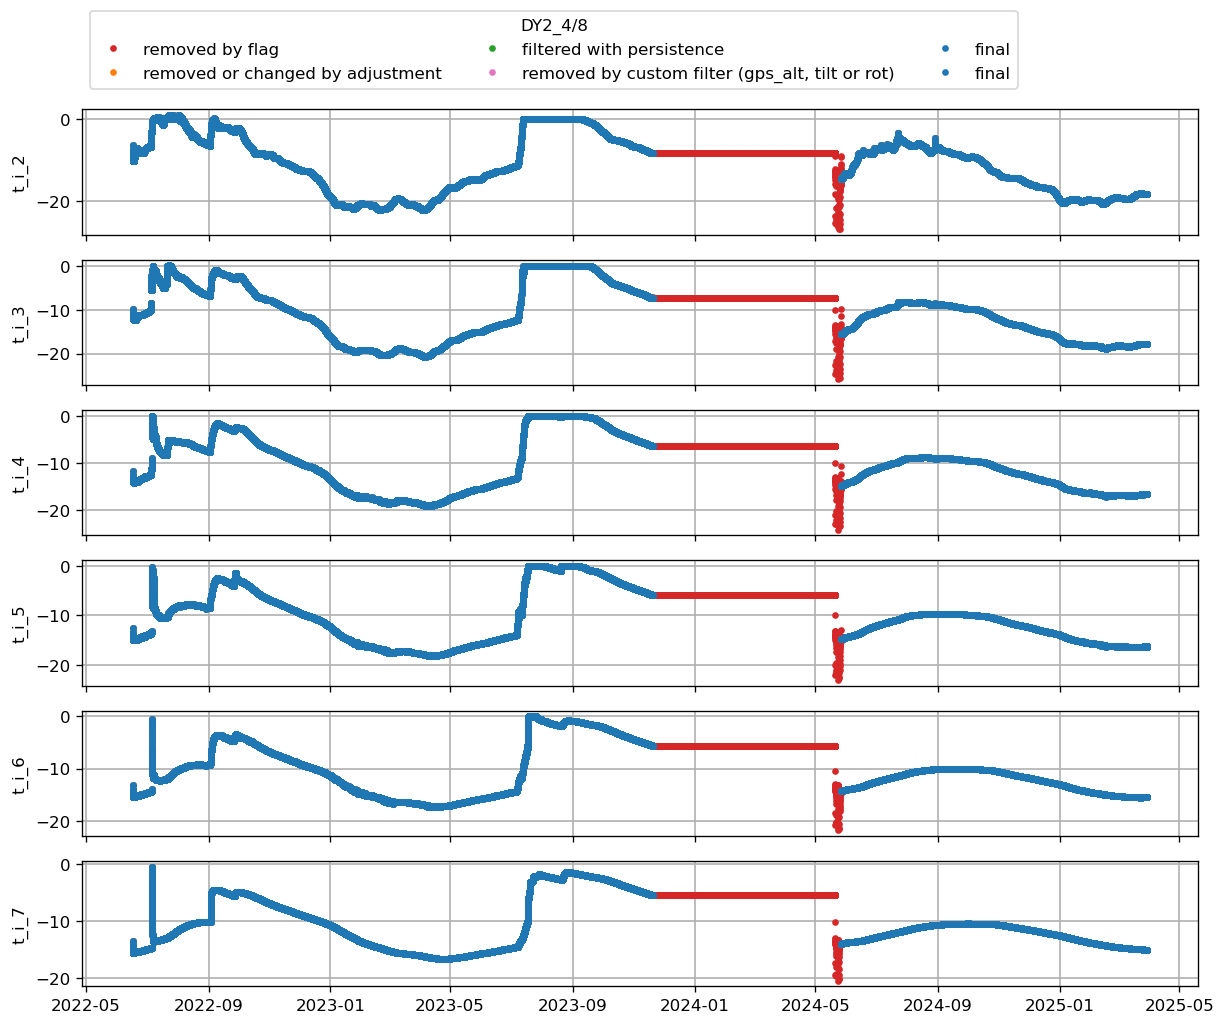 DY2_4/8
removed by flag
removed or changed by adjustment
filtered with persistence
removed by custom filter (gps_alt, tilt or rot)
final
final
t_i_2
0
−20
t_i_3
0
−10
−20
t_i_4
0
−10
−20
t_i_5
0
−10
−20
t_i_6
0
−10
−20
t_i_7
0
−10
−20
2022-05 2022-09 2023-01 2023-05 2023-09 2024-01 2024-05 2024-09 2025-01 2025-05